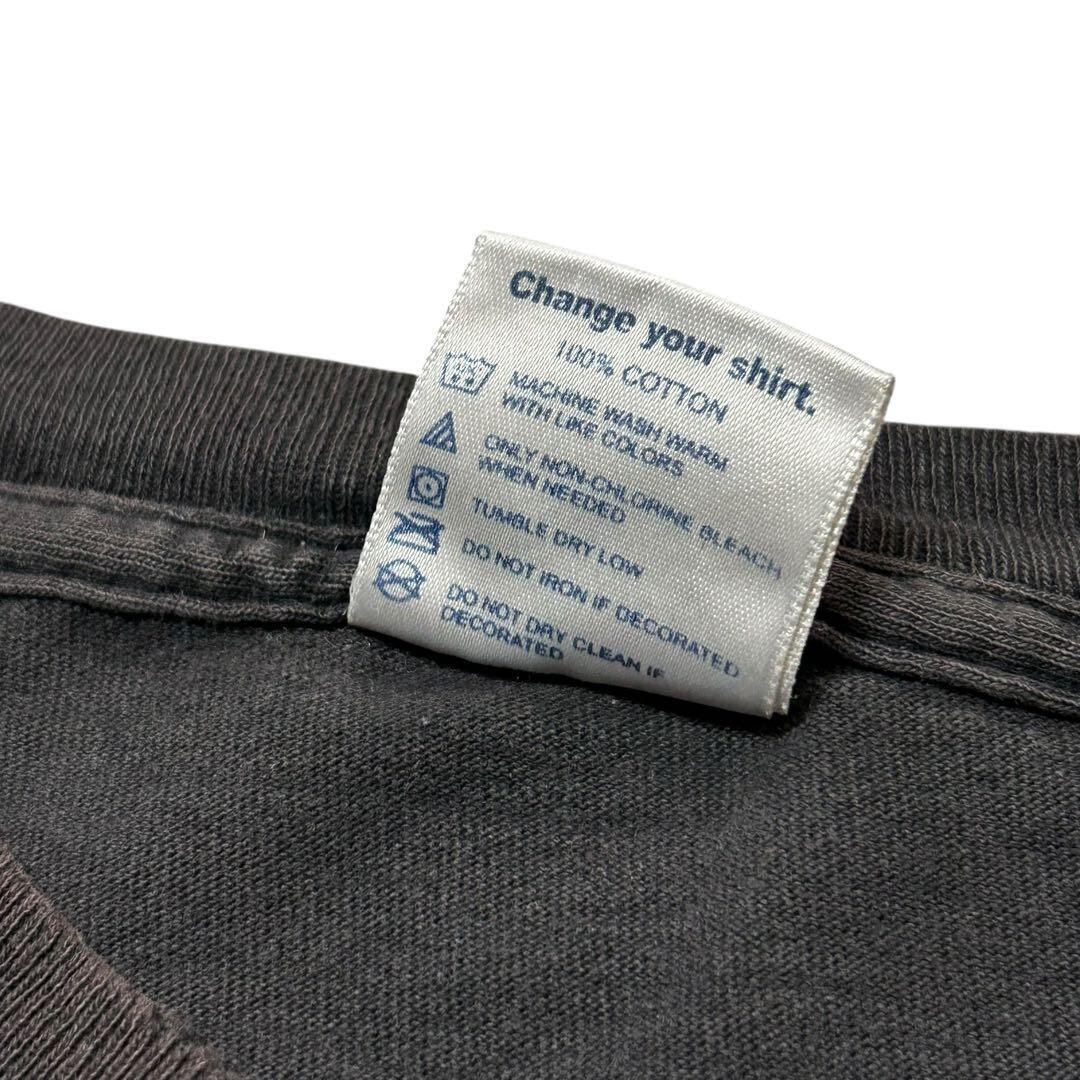 Change your shirt.
100% COTTON
MACHINE WASH WARM
WITH LIKE COLORS
ONLY NON-CHLORINE BLEACH
WHEN NEEDED
TUMBLE DRY LOW
DO NOT IRON IF DECORATED
DO NOT DRY CLEAN IF
DECORATED